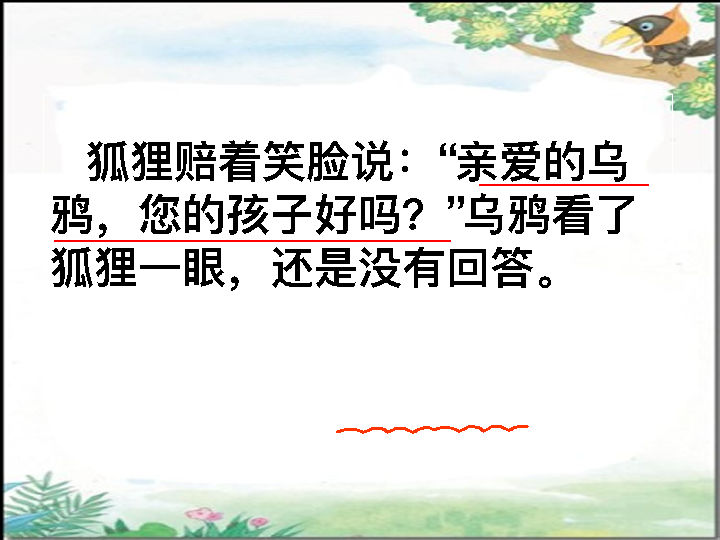 狐狸赔着笑脸说：“亲爱的乌
鸦，您的孩子好吗？”乌鸦看了
狐狸一眼，还是没有回答。